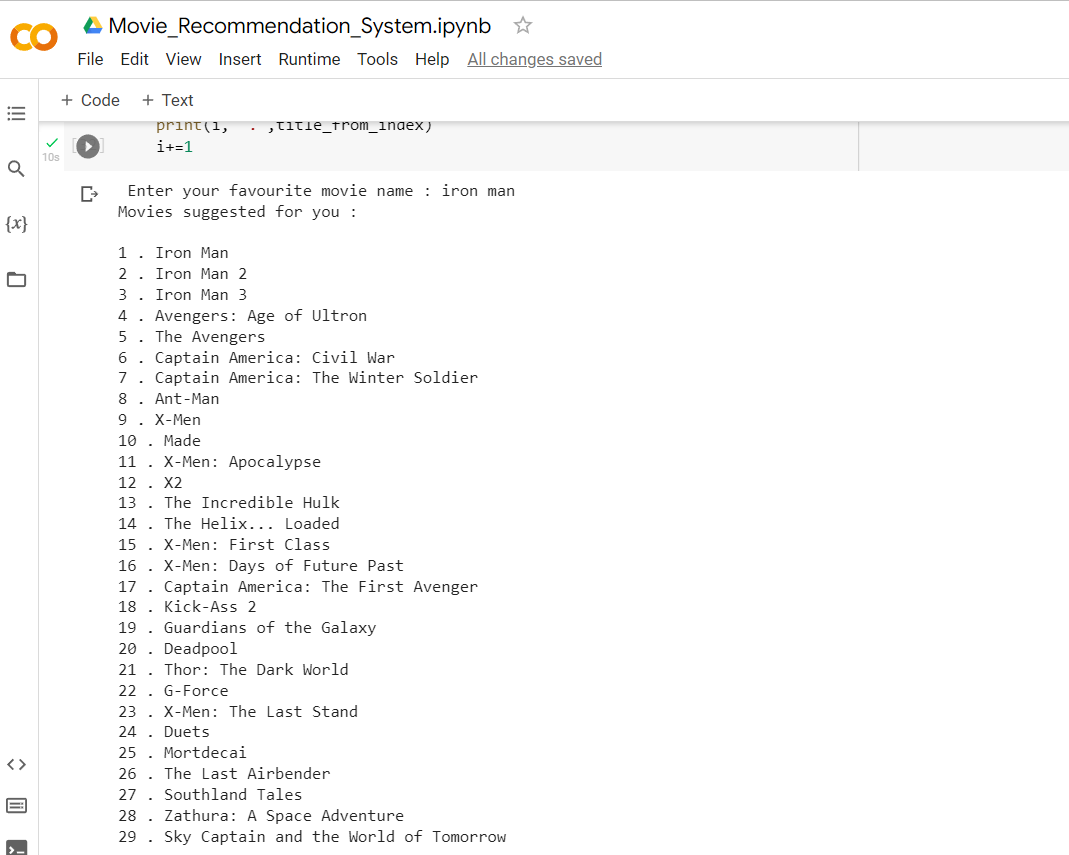 Movie_Recommendation_System.ipynb
File Edit View Insert Runtime Tools Help All changes saved
+ Code + Text
print(i, '.',title_from_index)
i+=1
10s
{x}
Enter your favourite movie name : iron man
Movies suggested for you :
1 . Iron Man
2 . Iron Man 2
3 . Iron Man 3
4 . Avengers: Age of Ultron
5 . The Avengers
6 . Captain America: Civil War
7 . Captain America: The Winter Soldier
8 . Ant-Man
9 . X-Men
10 . Made
11 . X-Men: Apocalypse
12 . X2
13 . The Incredible Hulk
14 . The Helix... Loaded
15 . X-Men: First Class
16 . X-Men: Days of Future Past
17 . Captain America: The First Avenger
18 . Kick-Ass 2
19 . Guardians of the Galaxy
20 . Deadpool
21 . Thor: The Dark World
22 . G-Force
23 . X-Men: The Last Stand
24 . Duets
25 . Mortdecai
26 . The Last Airbender
27 . Southland Tales
28 . Zathura: A Space Adventure
29 . Sky Captain and the World of Tomorrow